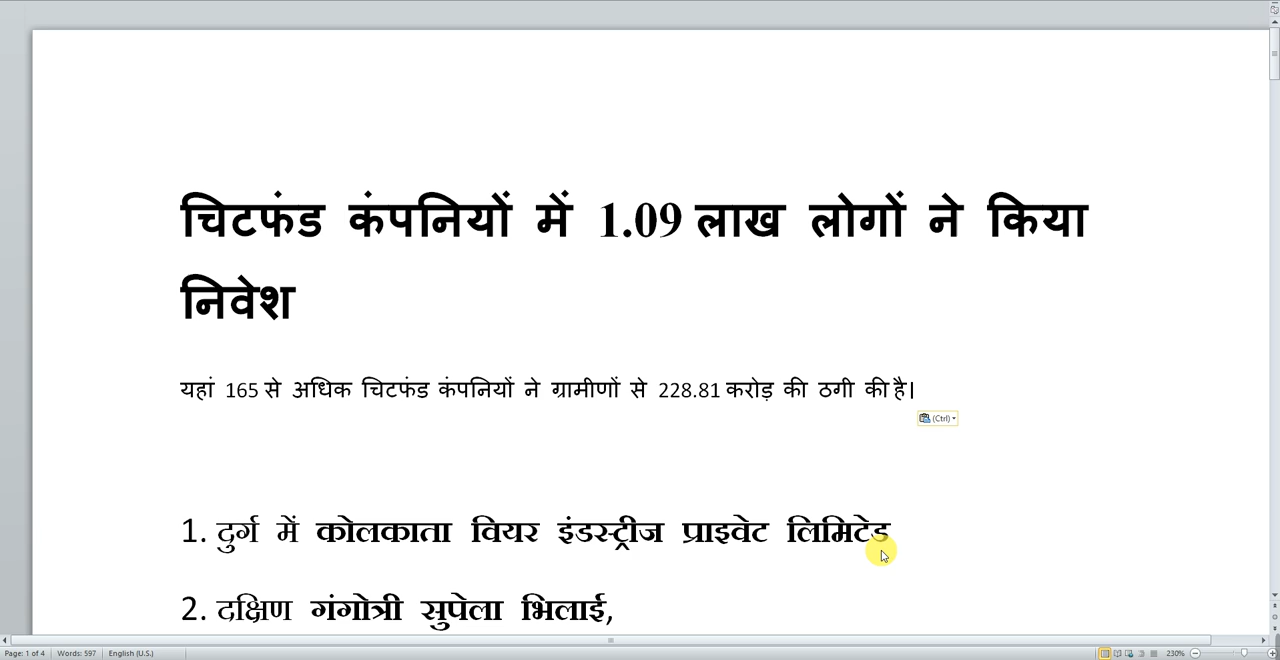 चिटफंड कंपनियों में 1.09 लाख लोगों ने किया
निवेश
यहां 165 से अधिक चिटफंड कंपनियों ने ग्रामीणों से 228.81 करोड़ की ठगी की है।
(Ctrl)
1. दुर्ग में कोलकाता वियर इंडस्ट्रीज प्राइवेट लिमिटेड
2. दक्षिण गंगोत्री सुपेला भिलाई,
Page: 1 of 4 Words: 597 English (U.S.) 230%